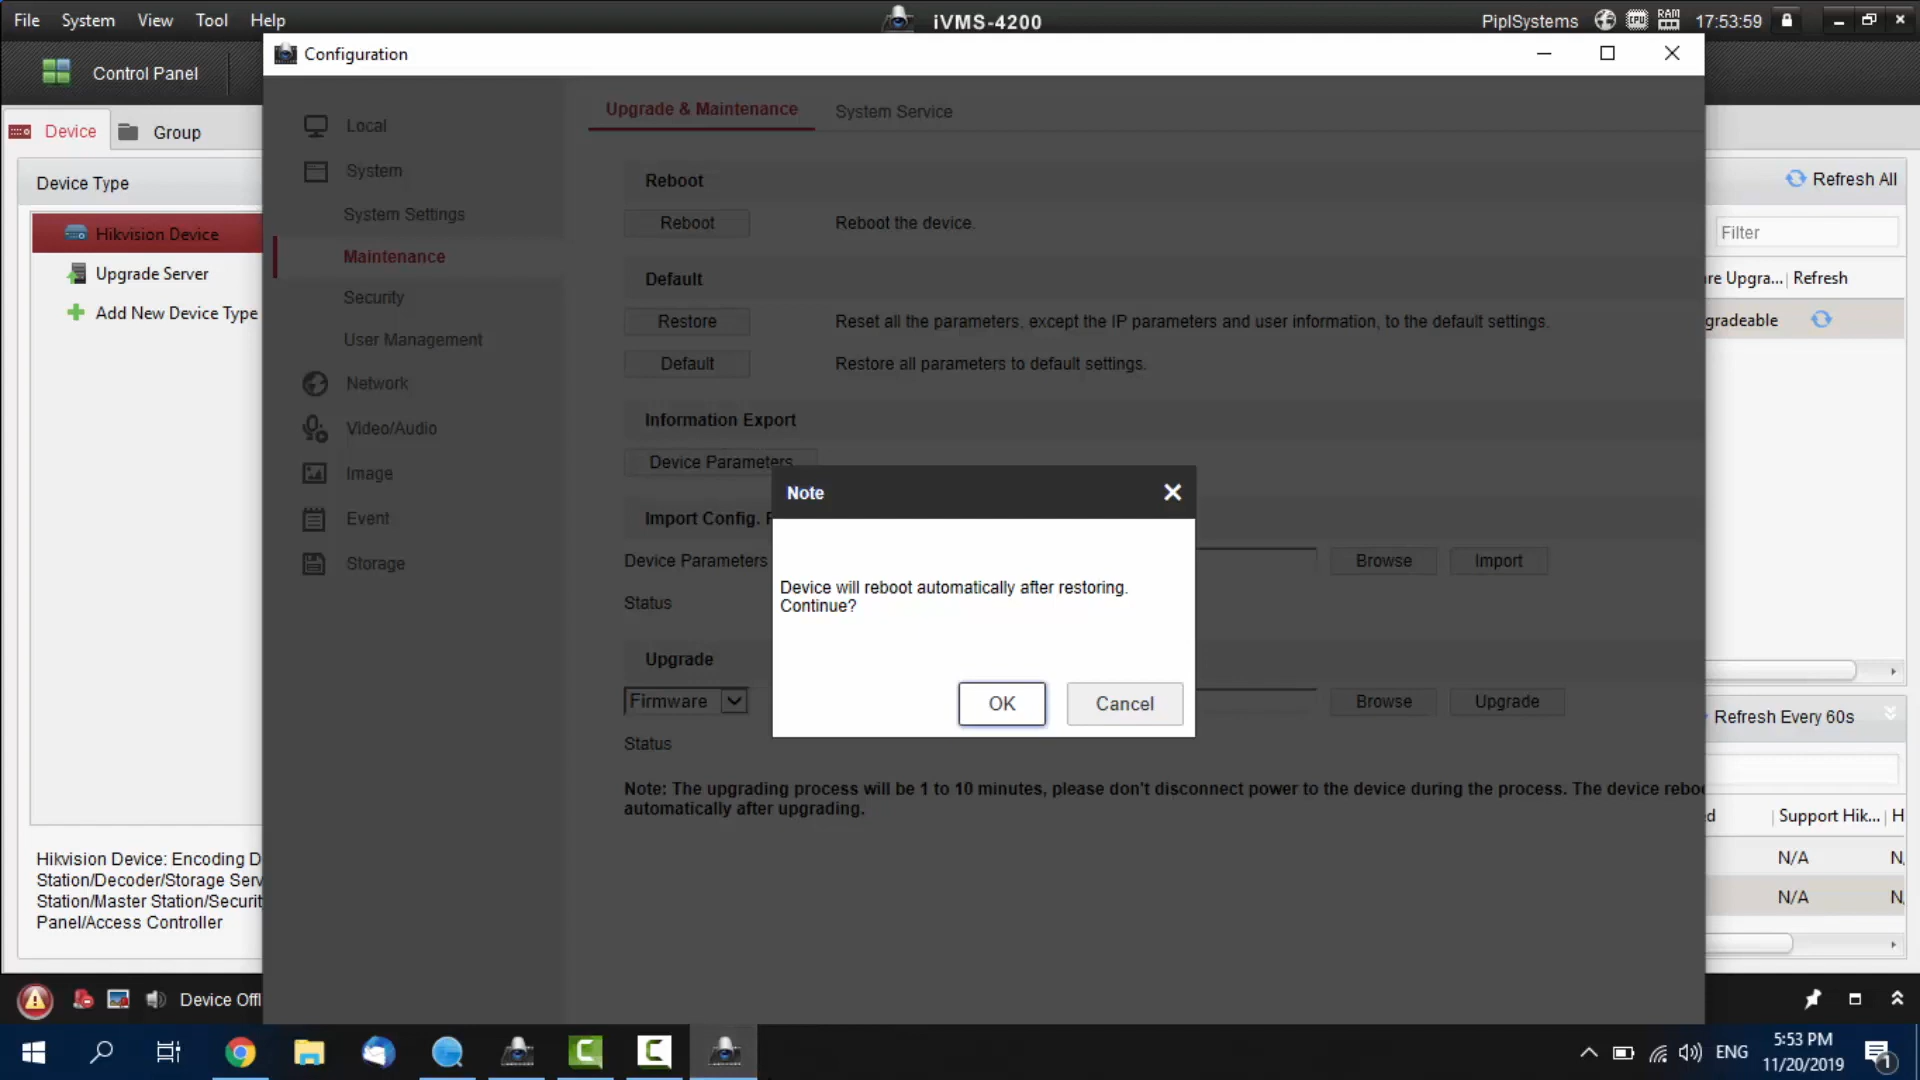 File System View Tool Help
iVMS-4200
PiplSystems CPU RAM 17:53:59
Control Panel
Configuration
Device Group
Device Type
Hikvision Device
Upgrade Server
Add New Device Type
Hikvision Device: Encoding D
Station/Decoder/Storage Serv
Station/Master Station/Securit
Panel/Access Controller
Local
System
System Settings
Maintenance
Security
User Management
Network
Video/Audio
Image
Event
Storage
Upgrade & Maintenance System Service
Reboot
Reboot Reboot the device.
Default
Restore Reset all the parameters, except the IP parameters and user information, to the default settings.
Default Restore all parameters to default settings.
Information Export
Device Parameters
Import Config. F
Device Parameters Browse Import
Status
Upgrade
Firmware Browse Upgrade
Status
Note: The upgrading process will be 1 to 10 minutes, please don't disconnect power to the device during the process. The device reboo
automatically after upgrading.
Note
Device will reboot automatically after restoring.
Continue?
OK Cancel
Refresh All
Filter
re Upgra... Refresh
gradeable
Refresh Every 60s
d Support Hik... H
N/A N
N/A N
Device Offl
ENG
5:53 PM
11/20/2019
1